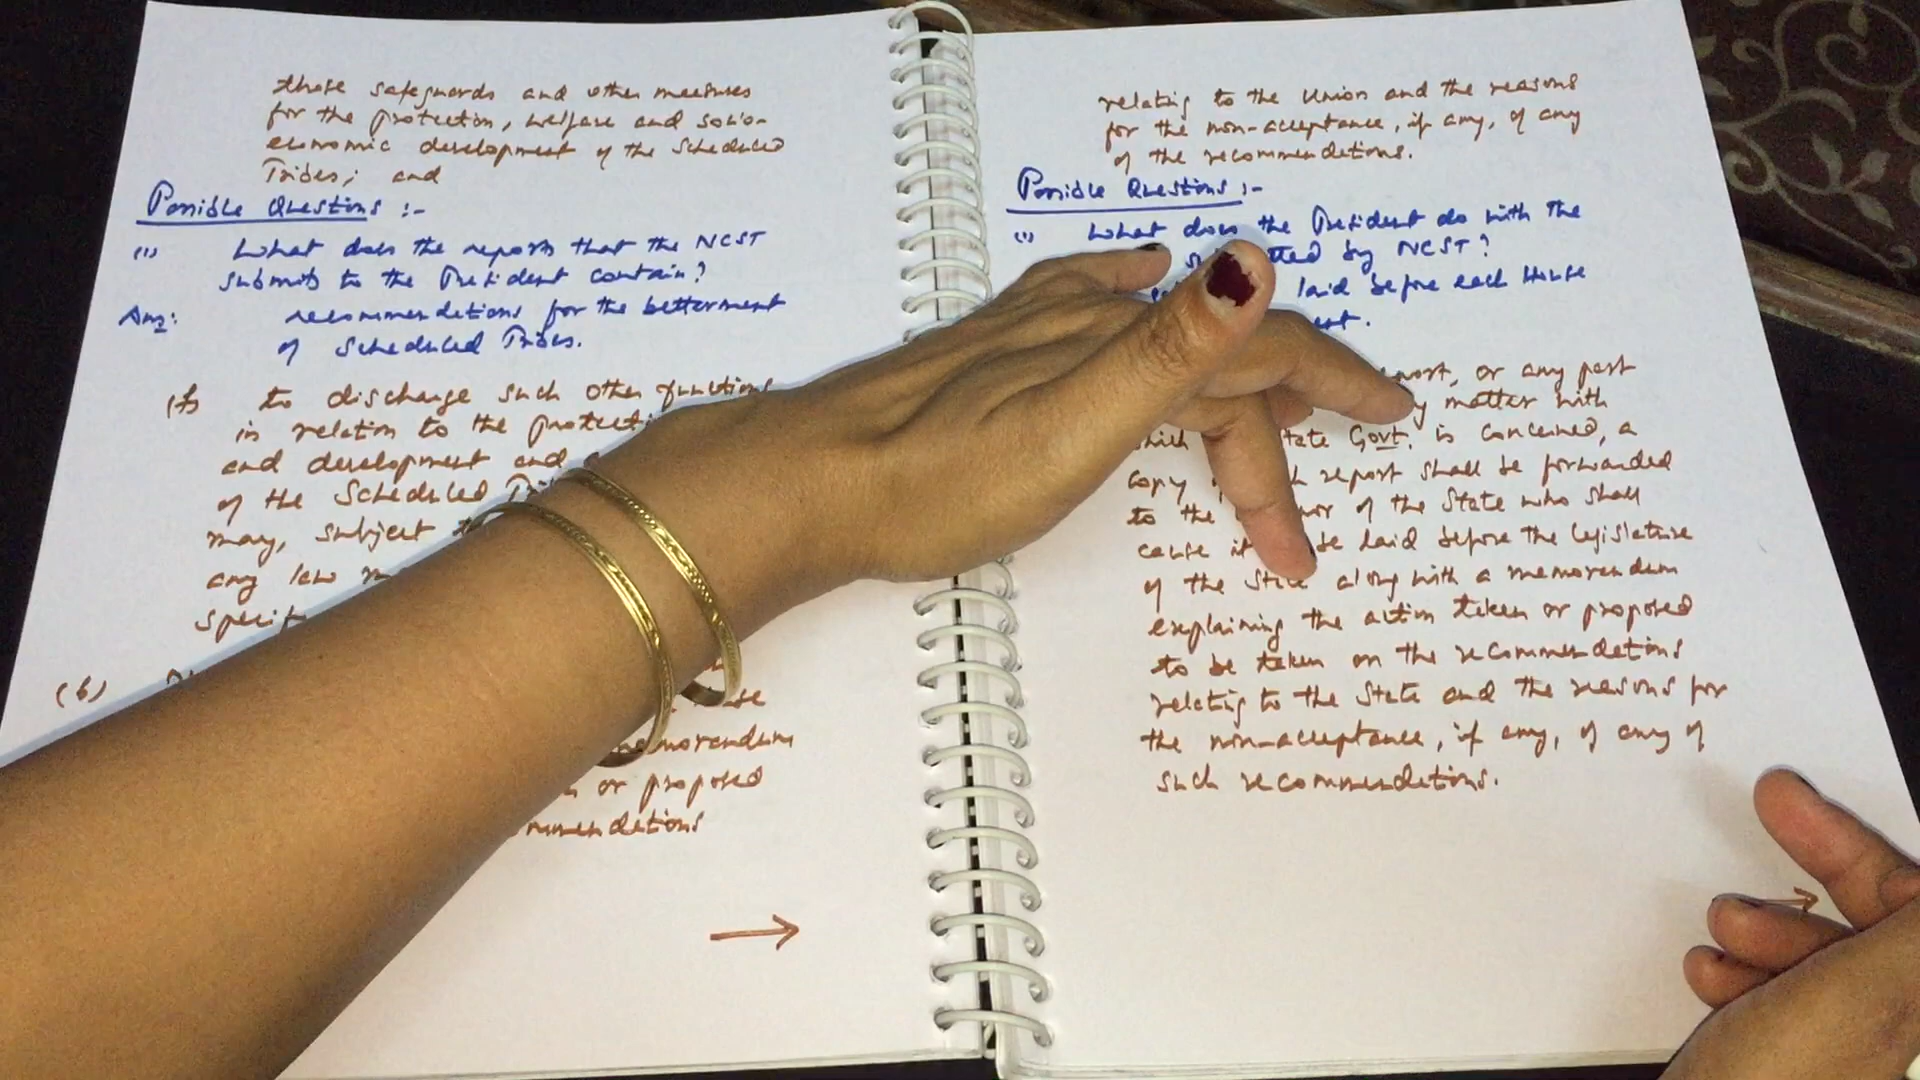 those safeguards and other measures
for the protection, welfare and socio-
economic development of the Scheduled
Tribes; and
Possible Questions :-
(1) What does the reports that the NCST
submits to the President contain?
Ans: recommendations for the betterment
of Scheduled Tribes.
(f) to discharge such other functions
in relation to the
and development and
of the Scheduled
may, subject
any law
(6)
memorandum
or proposed
relating to the Union and the reasons
for the non-acceptance, if any, of any
of the recommendations.
Possible Questions :-
(1) What does the President do with the
by NCST?
laid before each House
or any part
matter with
Govt. is concerned, a
copy report shall be forwarded
to the of the State who shall
cause it be laid before the legislature
of the State along with a memorandum
explaining the action taken or proposed
to be taken on the recommendations
relating to the State and the reasons for
the non-acceptance, if any, of any of
such recommendations.